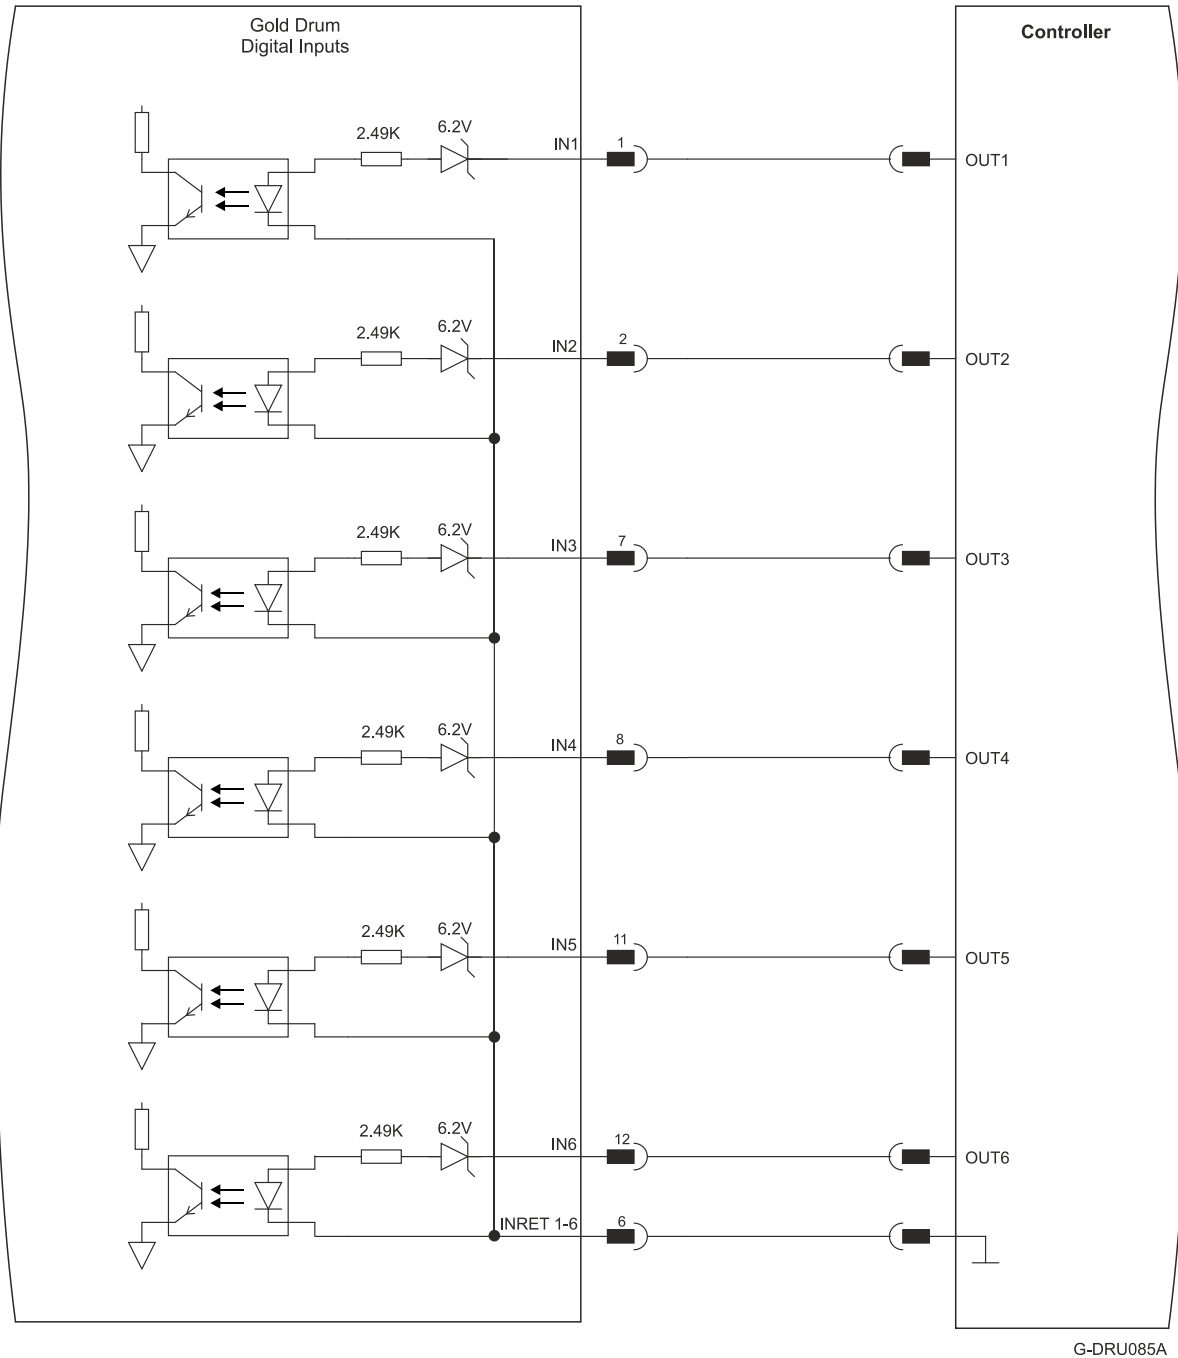 Gold Drum
Digital Inputs
Controller
2.49K
6.2V
IN1
1
OUT1
2.49K
6.2V
IN2
2
OUT2
2.49K
6.2V
IN3
7
OUT3
2.49K
6.2V
IN4
8
OUT4
2.49K
6.2V
IN5
11
OUT5
2.49K
6.2V
IN6
12
OUT6
INRET 1-6
6
G-DRU085A